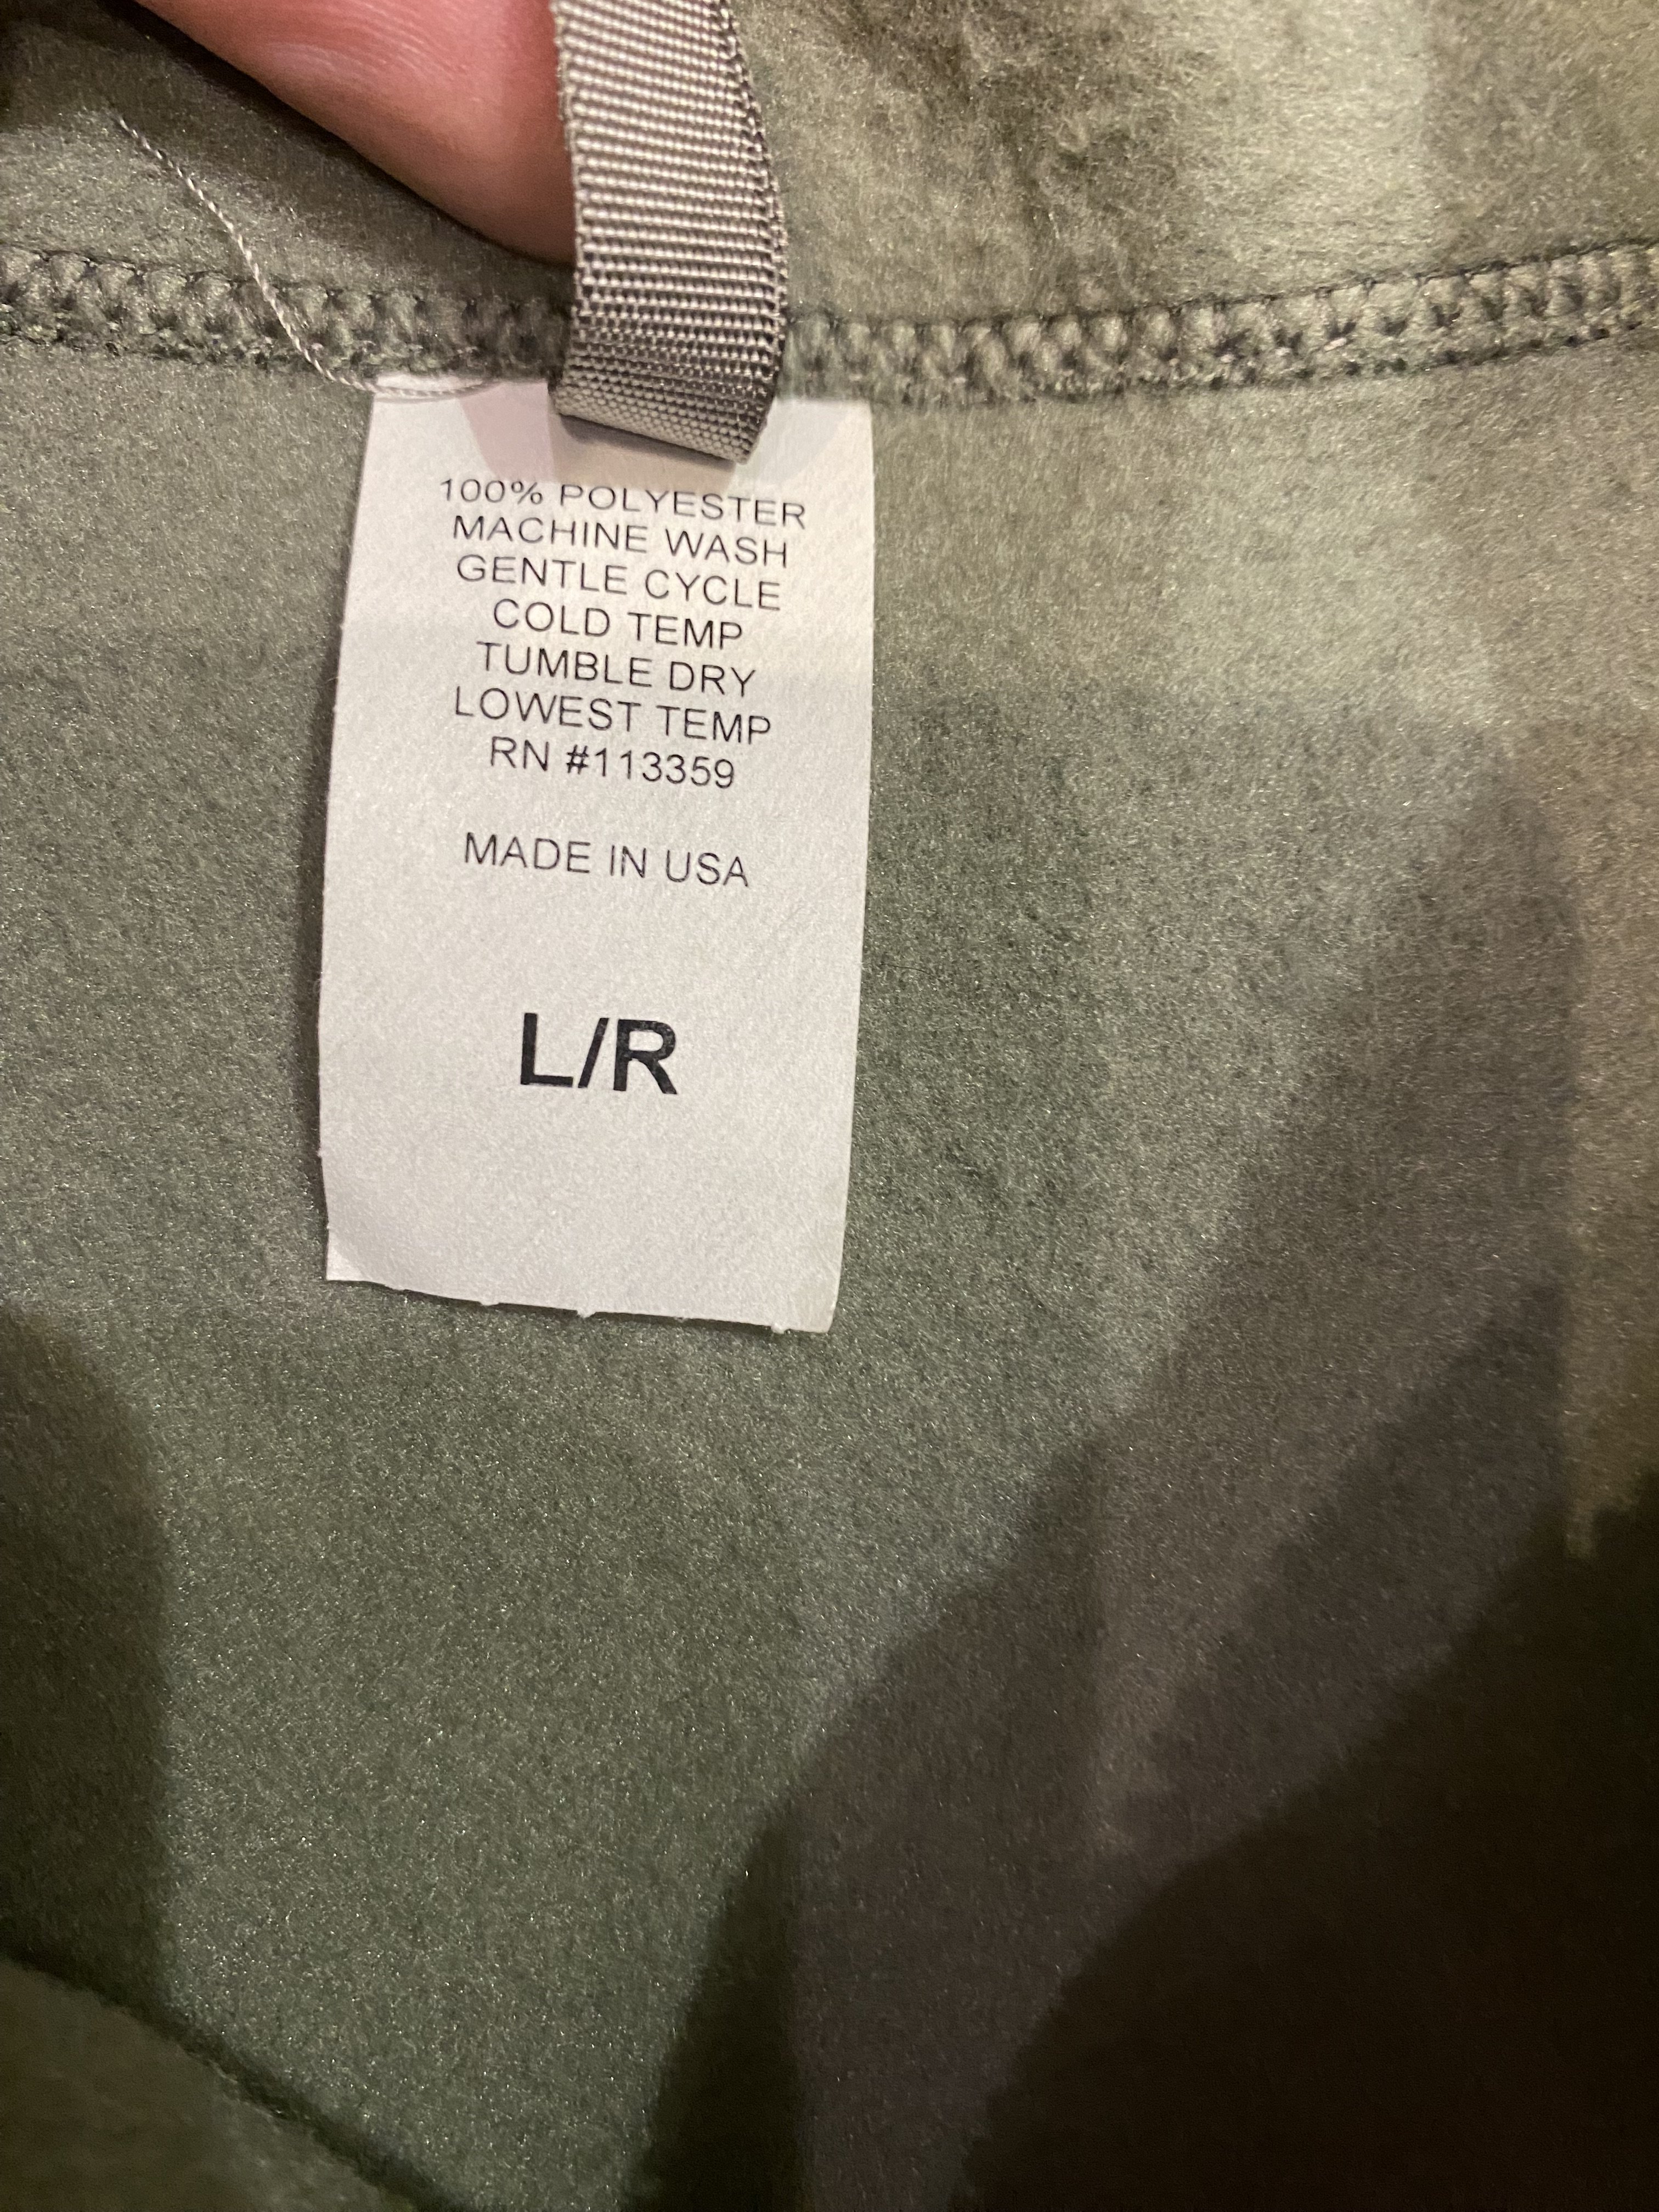 100% POLYESTER
MACHINE WASH
GENTLE CYCLE
COLD TEMP
TUMBLE DRY
LOWEST TEMP
RN #113359
MADE IN USA
L/R